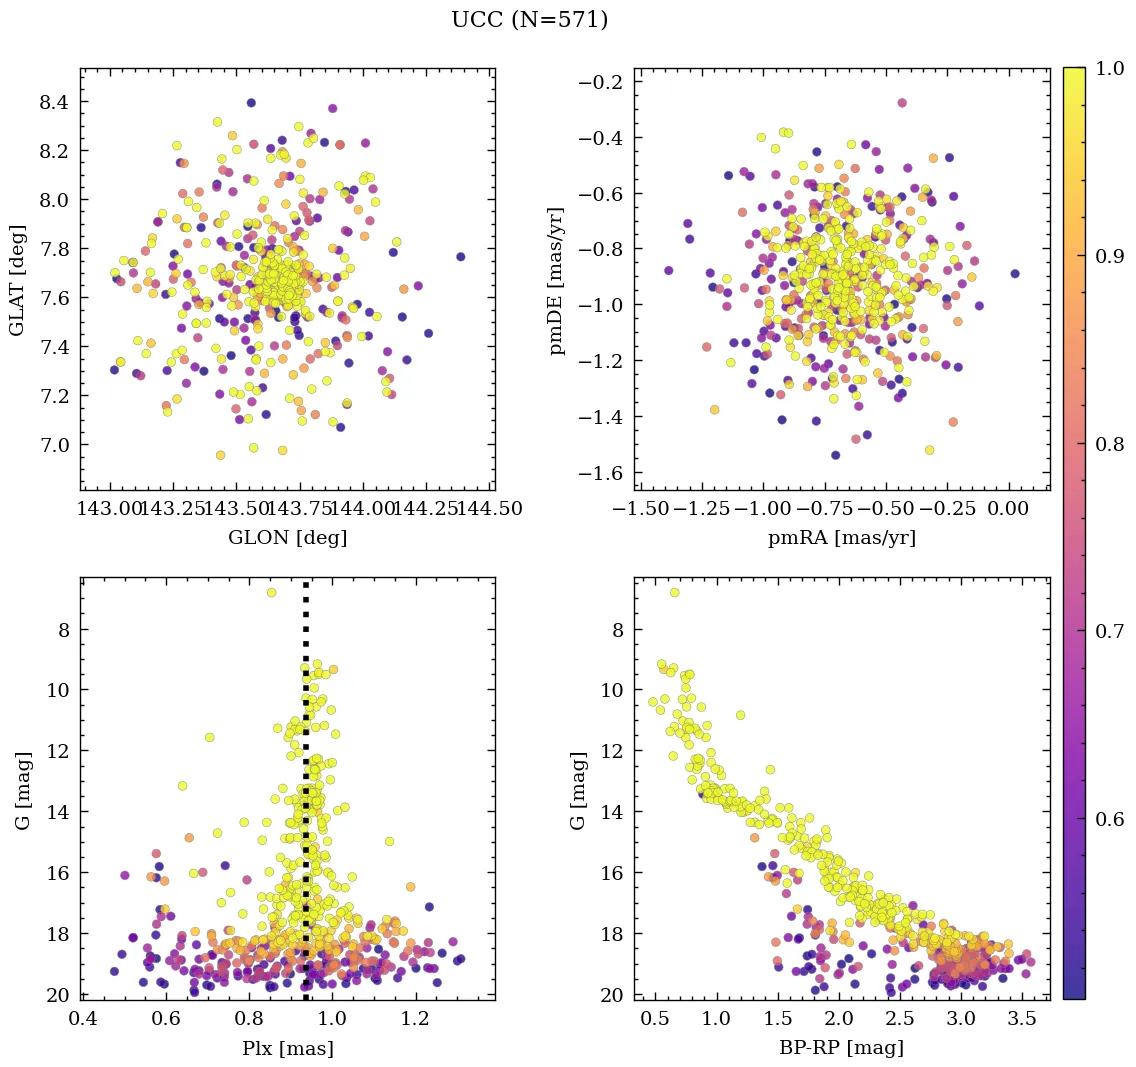 UCC (N=571)
8.4
8.2
8.0
7.8
7.6
7.4
7.2
7.0
GLAT [deg]
143.00 143.25 143.50 143.75 144.00 144.25 144.50
GLON [deg]
−0.2
−0.4
−0.6
−0.8
−1.0
−1.2
−1.4
−1.6
pmDE [mas/yr]
−1.50 −1.25 −1.00 −0.75 −0.50 −0.25 0.00
pmRA [mas/yr]
1.0
0.9
0.8
0.7
0.6
8
10
12
14
16
18
20
G [mag]
0.4 0.6 0.8 1.0 1.2
Plx [mas]
8
10
12
14
16
18
20
G [mag]
0.5 1.0 1.5 2.0 2.5 3.0 3.5
BP-RP [mag]